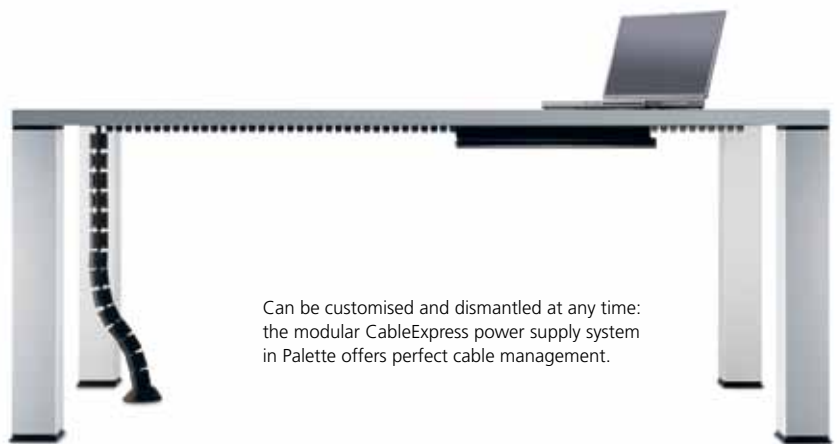 Can be customised and dismantled at any time:
the modular CableExpress power supply system
in Palette offers perfect cable management.